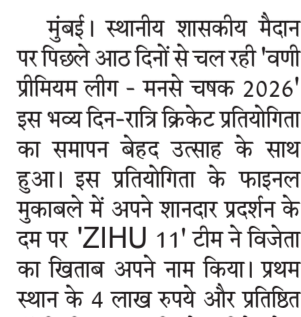 मुंबई। स्थानीय शासकीय मैदान
पर पिछले आठ दिनों से चल रही 'वणी
प्रीमियम लीग - मनसे चषक 2026'
इस भव्य दिन-रात्रि क्रिकेट प्रतियोगिता
का समापन बेहद उत्साह के साथ
हुआ। इस प्रतियोगिता के फाइनल
मुकाबले में अपने शानदार प्रदर्शन के
दम पर 'ZIHU 11' टीम ने विजेता
का खिताब अपने नाम किया। प्रथम
स्थान के 4 लाख रुपये और प्रतिष्ठित